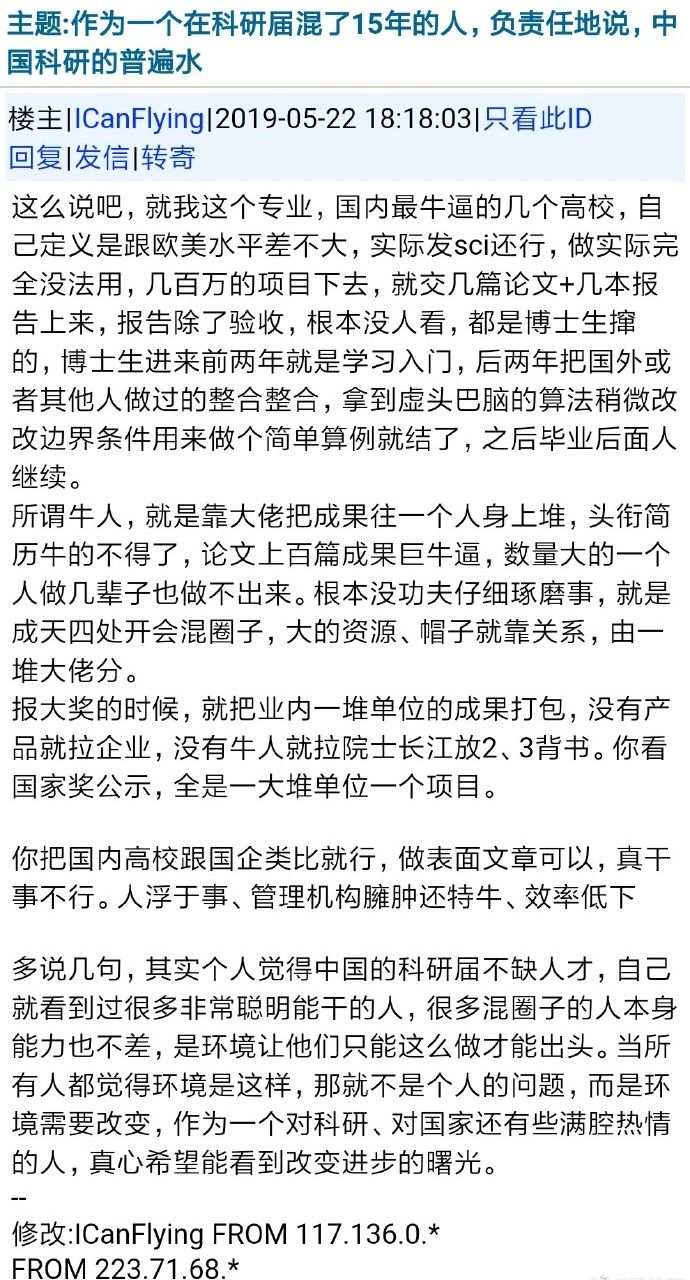 主题:作为一个在科研届混了15年的人，负责任地说，中
国科研的普遍水
楼主|ICanFlying|2019-05-22 18:18:03|只看此ID
回复|发信|转寄
这么说吧，就我这个专业，国内最牛逼的几个高校，自
己定义是跟欧美水平差不大，实际发sci还行，做实际完
全没法用，几百万的项目下去，就交几篇论文+几本报
告上来，报告除了验收，根本没人看，都是博士生撺
的，博士生进来前两年就是学习入门，后两年把国外或
者其他人做过的整合整合，拿到虚头巴脑的算法稍微改
改边界条件用来做个简单算例就结了，之后毕业后面人
继续。
所谓牛人，就是靠大佬把成果往一个人身上堆，头衔简
历牛的不得了，论文上百篇成果巨牛逼，数量大的一个
人做几辈子也做不出来。根本没功夫仔细琢磨事，就是
成天四处开会混圈子，大的资源、帽子就靠关系，由一
堆大佬分。
报大奖的时候，就把业内一堆单位的成果打包，没有产
品就拉企业，没有牛人就拉院士长江放2、3背书。你看
国家奖公示，全是一大堆单位一个项目。
你把国内高校跟国企类比就行，做表面文章可以，真干
事不行。人浮于事、管理机构臃肿还特牛、效率低下
多说几句，其实个人觉得中国的科研届不缺人才，自己
就看到过很多非常聪明能干的人，很多混圈子的人本身
能力也不差，是环境让他们只能这么做才能出头。当所
有人都觉得环境是这样，那就不是个人的问题，而是环
境需要改变，作为一个对科研、对国家还有些满腔热情
的人，真心希望能看到改变进步的曙光。
--
修改:ICanFlying FROM 117.136.0.*
FROM 223.71.68.*